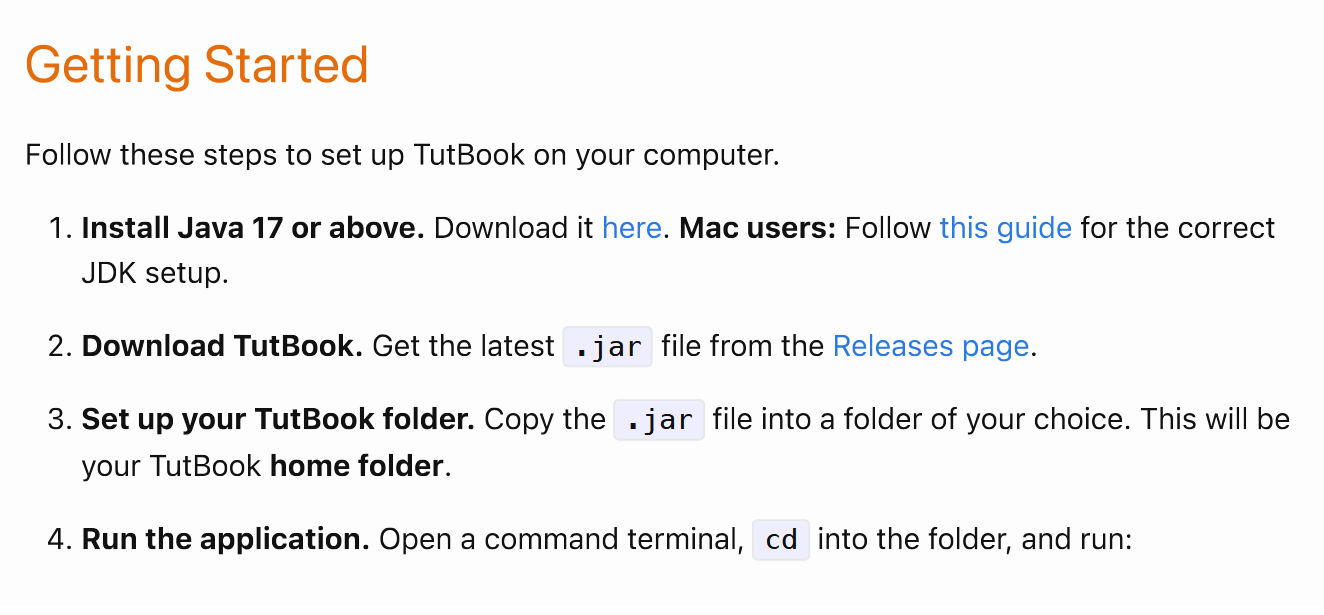 Getting Started
Follow these steps to set up TutBook on your computer.
1. Install Java 17 or above. Download it here. Mac users: Follow this guide for the correct
JDK setup.
2. Download TutBook. Get the latest .jar file from the Releases page.
3. Set up your TutBook folder. Copy the .jar file into a folder of your choice. This will be
your TutBook home folder.
4. Run the application. Open a command terminal, cd into the folder, and run: